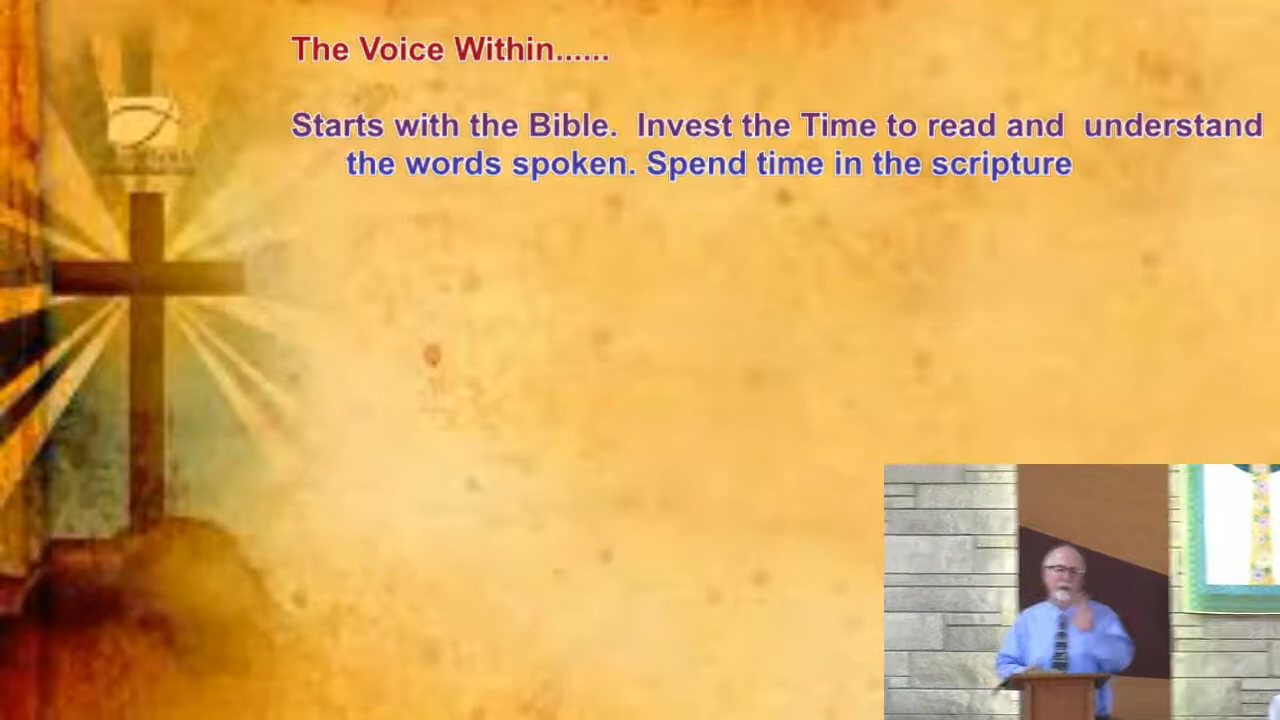 The Voice Within......
Starts with the Bible.  Invest the Time to read and  understand
the words spoken. Spend time in the scripture